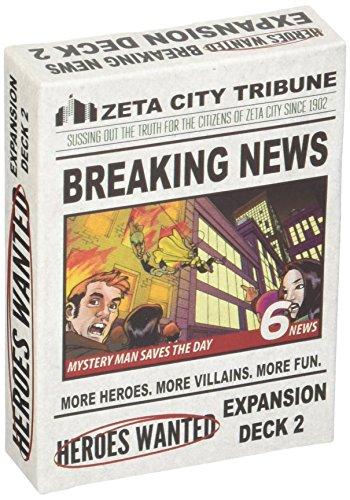 HEROES WANTED
BREAKING NEWS
EXPANSION DECK 2
ZETA CITY TRIBUNE
SUSSING OUT THE TRUTH FOR THE CITIZENS OF ZETA CITY SINCE 1902
BREAKING NEWS
6 NEWS
MYSTERY MAN SAVES THE DAY
MORE HEROES. MORE VILLAINS. MORE FUN.
HEROES WANTED
EXPANSION
DECK 2
HEROES WANTED
EXPANSION
DECK 2